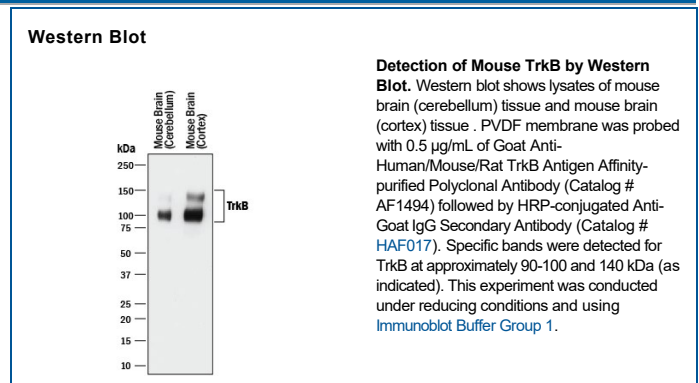 Western Blot
Mouse Brain
(Cerebellum)
Mouse Brain
(Cortex)
kDa
250
150
100
75
50
37
25
20
15
10
TrkB
Detection of Mouse TrkB by Western
Blot. Western blot shows lysates of mouse
brain (cerebellum) tissue and mouse brain
(cortex) tissue . PVDF membrane was probed
with 0.5 µg/mL of Goat Anti-
Human/Mouse/Rat TrkB Antigen Affinity-
purified Polyclonal Antibody (Catalog #
AF1494) followed by HRP-conjugated Anti-
Goat IgG Secondary Antibody (Catalog #
HAF017). Specific bands were detected for
TrkB at approximately 90-100 and 140 kDa (as
indicated). This experiment was conducted
under reducing conditions and using
Immunoblot Buffer Group 1.